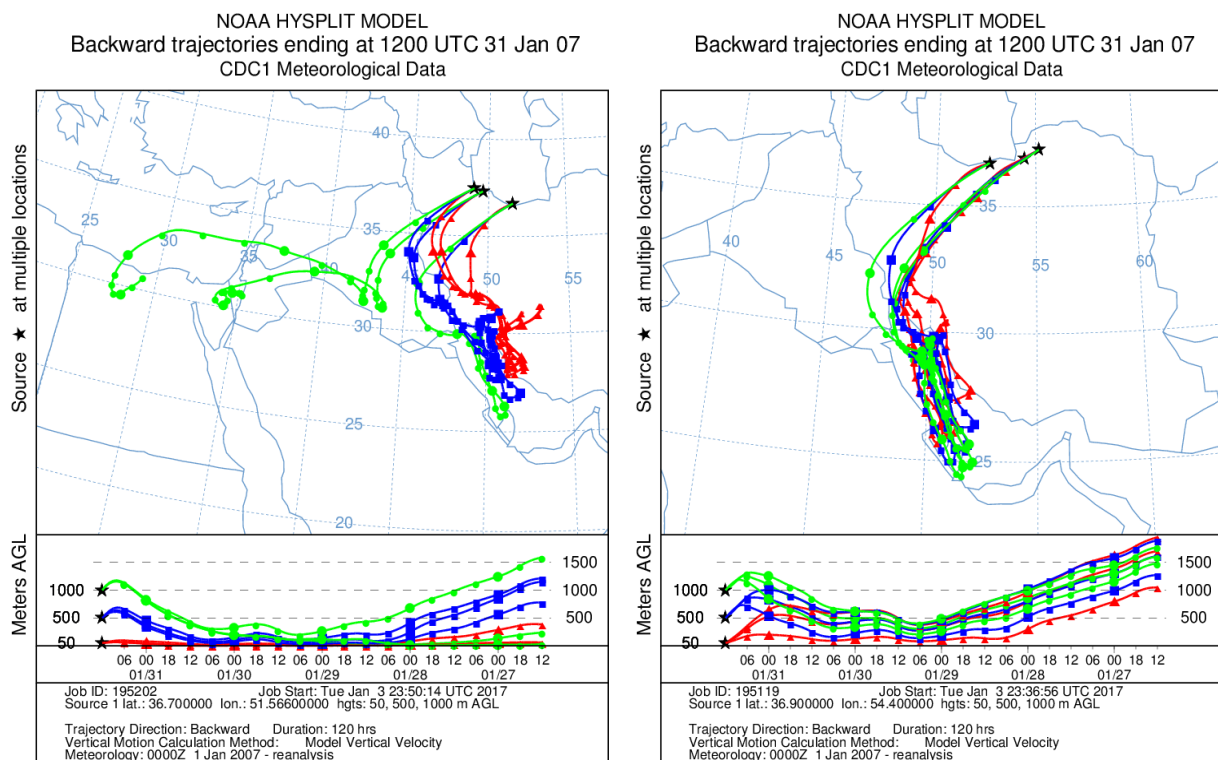 NOAA HYSPLIT MODEL
Backward trajectories ending at 1200 UTC 31 Jan 07
CDC1 Meteorological Data
Source ★ at multiple locations
40
35
25
30
35
40
45
50
55
30
25
20
Meters AGL
1500
1000 1000
500 500
50
06 00 18 12 06 00 18 12 06 00 18 12 06 00 18 12 06 00 18 12
01/31 01/30 01/29 01/28 01/27
Job ID: 195202 Job Start: Tue Jan 3 23:50:14 UTC 2017
Source 1 lat.: 36.700000 lon.: 51.566000 hgts: 50, 500, 1000 m AGL
Trajectory Direction: Backward Duration: 120 hrs
Vertical Motion Calculation Method: Model Vertical Velocity
Meteorology: 0000Z 1 Jan 2007 - reanalysis
NOAA HYSPLIT MODEL
Backward trajectories ending at 1200 UTC 31 Jan 07
CDC1 Meteorological Data
Source ★ at multiple locations
35
40
45
50
55
60
30
25
Meters AGL
1500
1000 1000
500 500
50
06 00 18 12 06 00 18 12 06 00 18 12 06 00 18 12 06 00 18 12
01/31 01/30 01/29 01/28 01/27
Job ID: 195119 Job Start: Tue Jan 3 23:36:56 UTC 2017
Source 1 lat.: 36.900000 lon.: 54.400000 hgts: 50, 500, 1000 m AGL
Trajectory Direction: Backward Duration: 120 hrs
Vertical Motion Calculation Method: Model Vertical Velocity
Meteorology: 0000Z 1 Jan 2007 - reanalysis